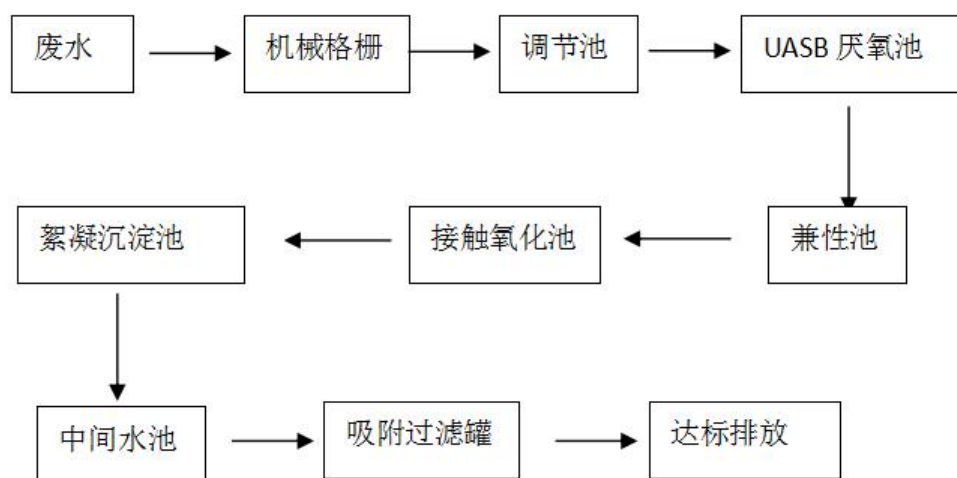 废水
机械格栅
调节池
UASB 厌氧池
兼性池
接触氧化池
絮凝沉淀池
中间水池
吸附过滤罐
达标排放